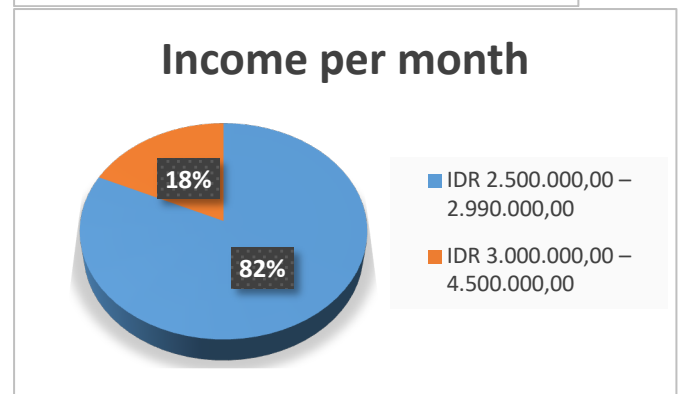 Income per month
18%
82%
IDR 2.500.000,00 –
2.990.000,00
IDR 3.000.000,00 –
4.500.000,00